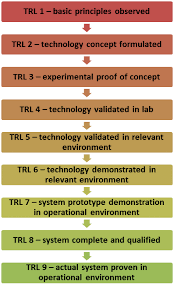 TRL 1 – basic principles observed
TRL 2 – technology concept formulated
TRL 3 – experimental proof of concept
TRL 4 – technology validated in lab
TRL 5 – technology validated in relevant
environment
TRL 6 – technology demonstrated in
relevant environment
TRL 7 – system prototype demonstration
in operational environment
TRL 8 – system complete and qualified
TRL 9 – actual system proven in
operational environment